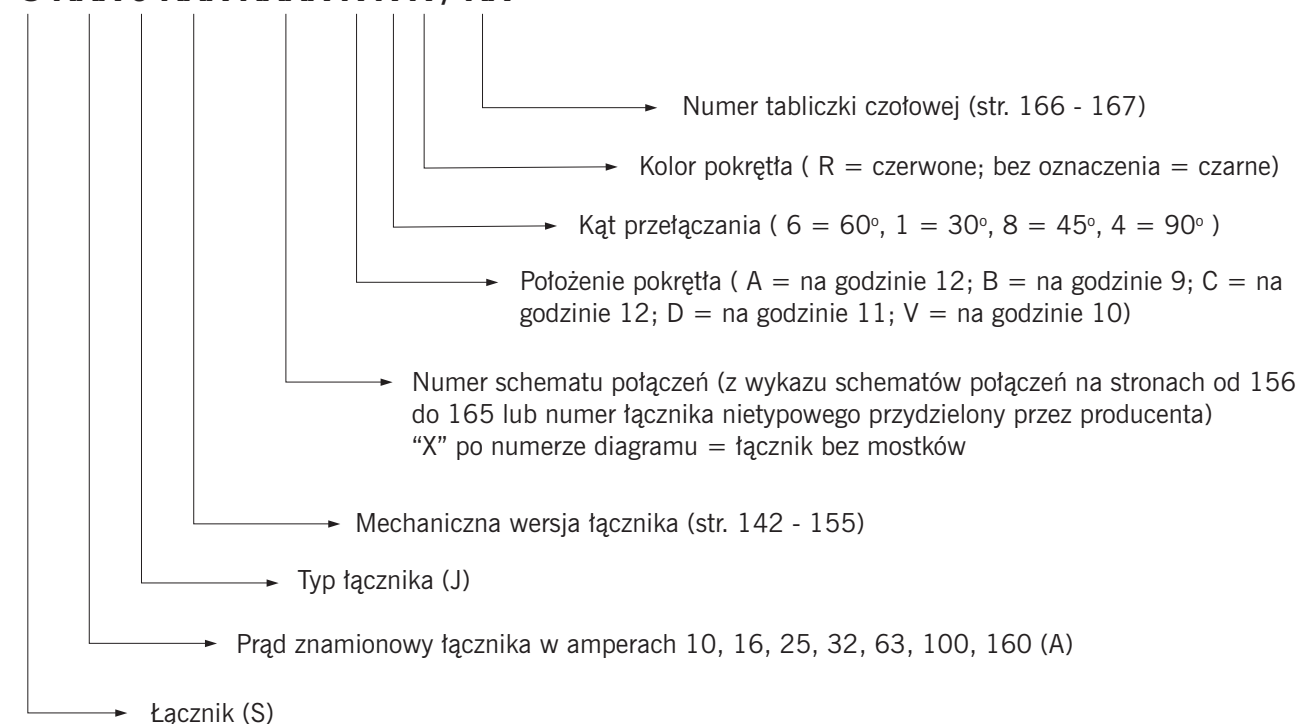 Numer tabliczki czołowej (str. 166 - 167)
Kolor pokrętła ( R = czerwone; bez oznaczenia = czarne)
Kąt przełączania ( 6 = 60º, 1 = 30º, 8 = 45º, 4 = 90º )
Położenie pokrętła ( A = na godzinie 12; B = na godzinie 9; C = na
godzinie 12; D = na godzinie 11; V = na godzinie 10)
Numer schematu połączeń (z wykazu schematów połączeń na stronach od 156
do 165 lub numer łącznika nietypowego przydzielony przez producenta)
“X” po numerze diagramu = łącznik bez mostków
Mechaniczna wersja łącznika (str. 142 - 155)
Typ łącznika (J)
Prąd znamionowy łącznika w amperach 10, 16, 25, 32, 63, 100, 160 (A)
Łącznik (S)